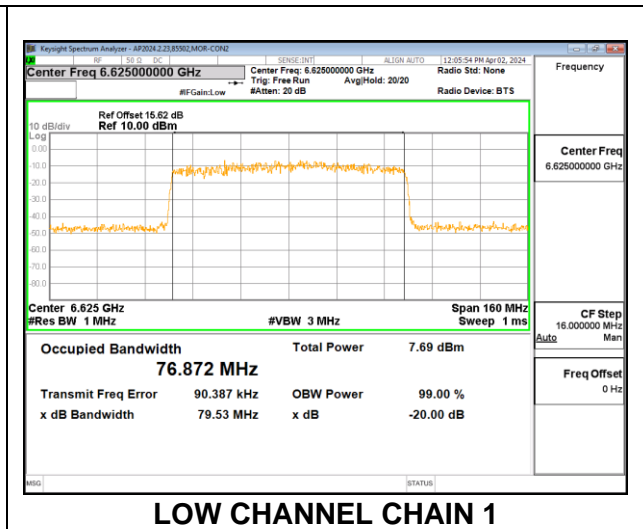 Keysight Spectrum Analyzer - AP2024.2.23,85502,MOR-CON2
RF 50 Ω DC SENSE:INT ALIGN AUTO 12:05:54 PM Apr 02, 2024
Center Freq 6.625000000 GHz
Center Freq: 6.625000000 GHz
Radio Std: None
Trig: Free Run Avg|Hold: 20/20
#IFGain:Low #Atten: 20 dB Radio Device: BTS
Frequency
Ref Offset 15.62 dB
10 dB/div Ref 10.00 dBm
Log
0.00
-10.0
-20.0
-30.0
-40.0
-50.0
-60.0
-70.0
-80.0
Center Freq
6.625000000 GHz
Center 6.625 GHz Span 160 MHz
#Res BW 1 MHz #VBW 3 MHz Sweep 1 ms
CF Step
16.000000 MHz
Auto Man
Occupied Bandwidth Total Power 7.69 dBm
76.872 MHz
Transmit Freq Error 90.387 kHz OBW Power 99.00 %
x dB Bandwidth 79.53 MHz x dB -20.00 dB
Freq Offset
0 Hz
MSG STATUS
LOW CHANNEL CHAIN 1